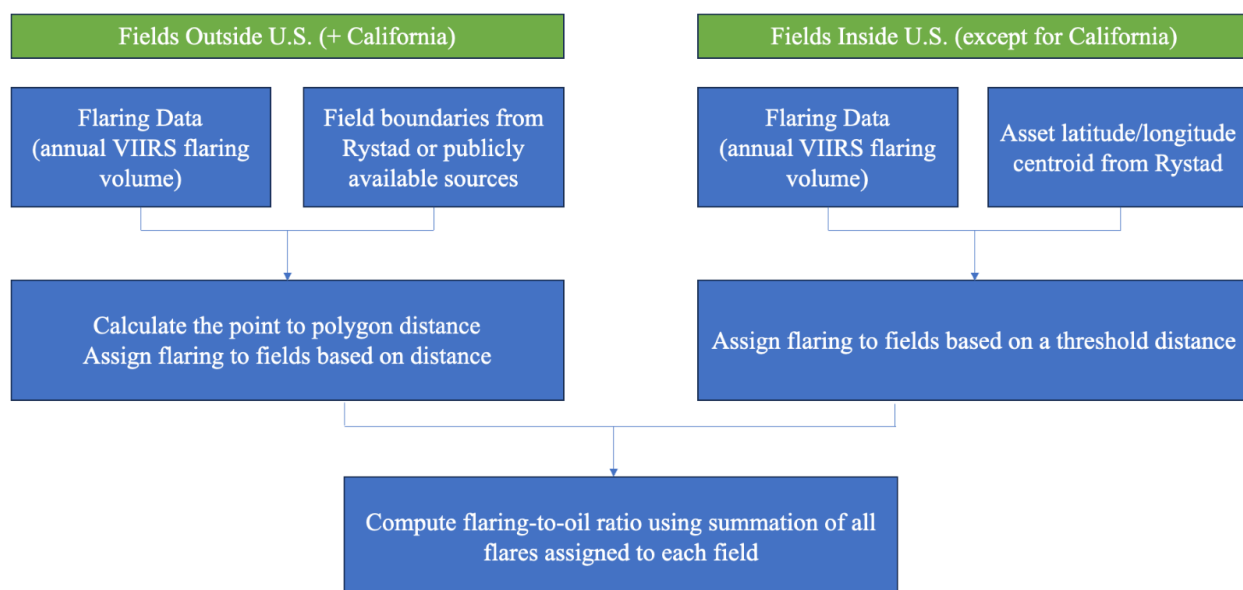 Fields Outside U.S. (+ California)
Fields Inside U.S. (except for California)
Flaring Data
(annual VIIRS flaring
volume)
Field boundaries from
Rystad or publicly
available sources
Flaring Data
(annual VIIRS flaring
volume)
Asset latitude/longitude
centroid from Rystad
Calculate the point to polygon distance
Assign flaring to fields based on distance
Assign flaring to fields based on a threshold distance
Compute flaring-to-oil ratio using summation of all
flares assigned to each field